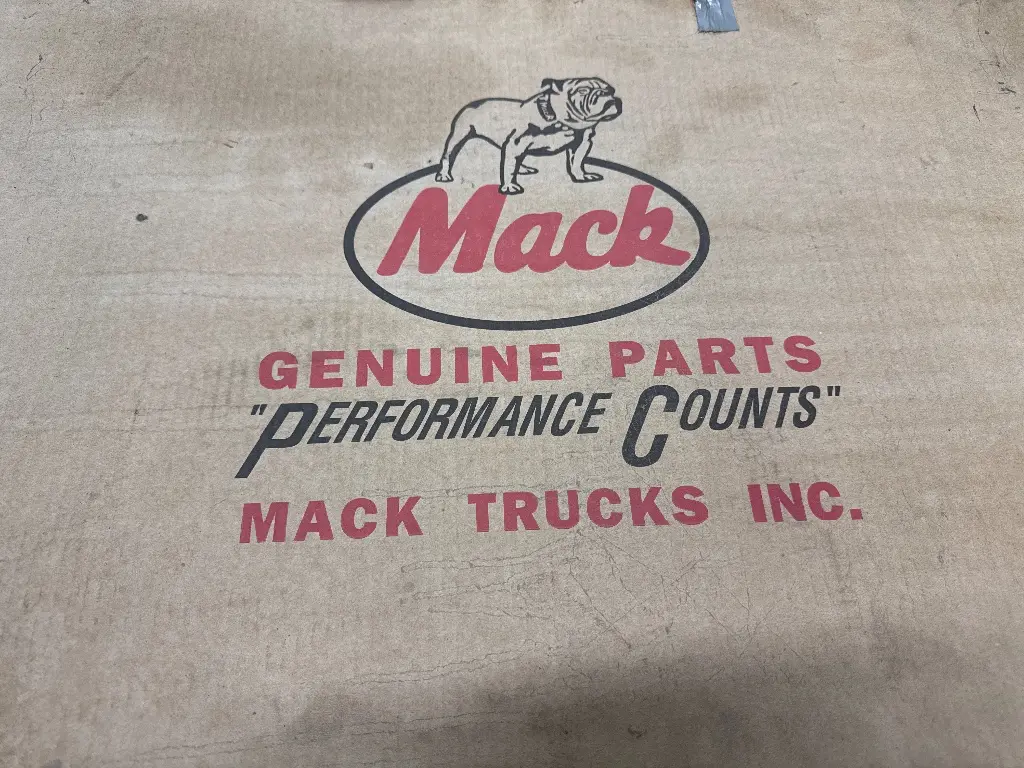 Mack
GENUINE PARTS
"PERFORMANCE COUNTS"
MACK TRUCKS INC.